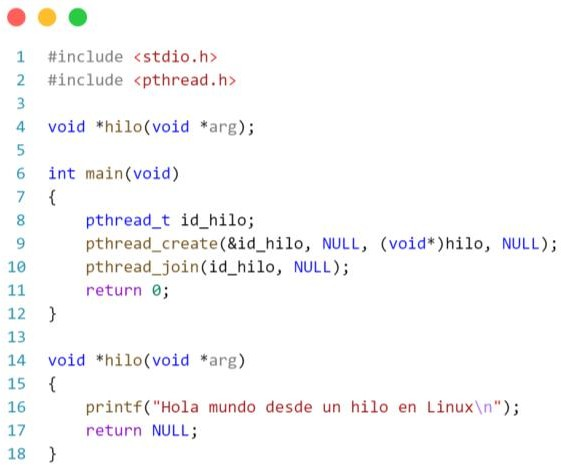 1 #include <stdio.h>
2 #include <pthread.h>
3
4 void *hilo(void *arg);
5
6 int main(void)
7 {
8     pthread_t id_hilo;
9     pthread_create(&id_hilo, NULL, (void*)hilo, NULL);
10     pthread_join(id_hilo, NULL);
11     return 0;
12 }
13
14 void *hilo(void *arg)
15 {
16     printf("Hola mundo desde un hilo en Linux\n");
17     return NULL;
18 }